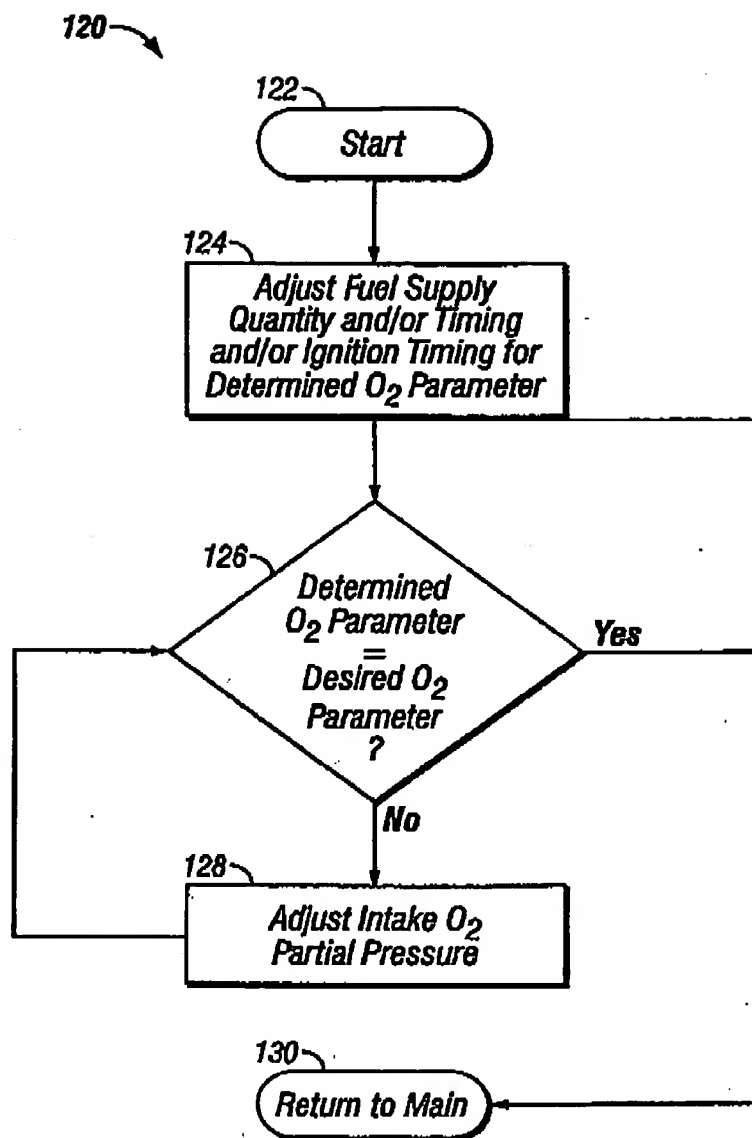 120
122
Start
124
Adjust Fuel Supply
Quantity and/or Timing
and/or Ignition Timing for
Determined O₂ Parameter
126
Determined
O₂ Parameter
=
Desired O₂
Parameter
?
Yes
No
128
Adjust Intake O₂
Partial Pressure
130
Return to Main